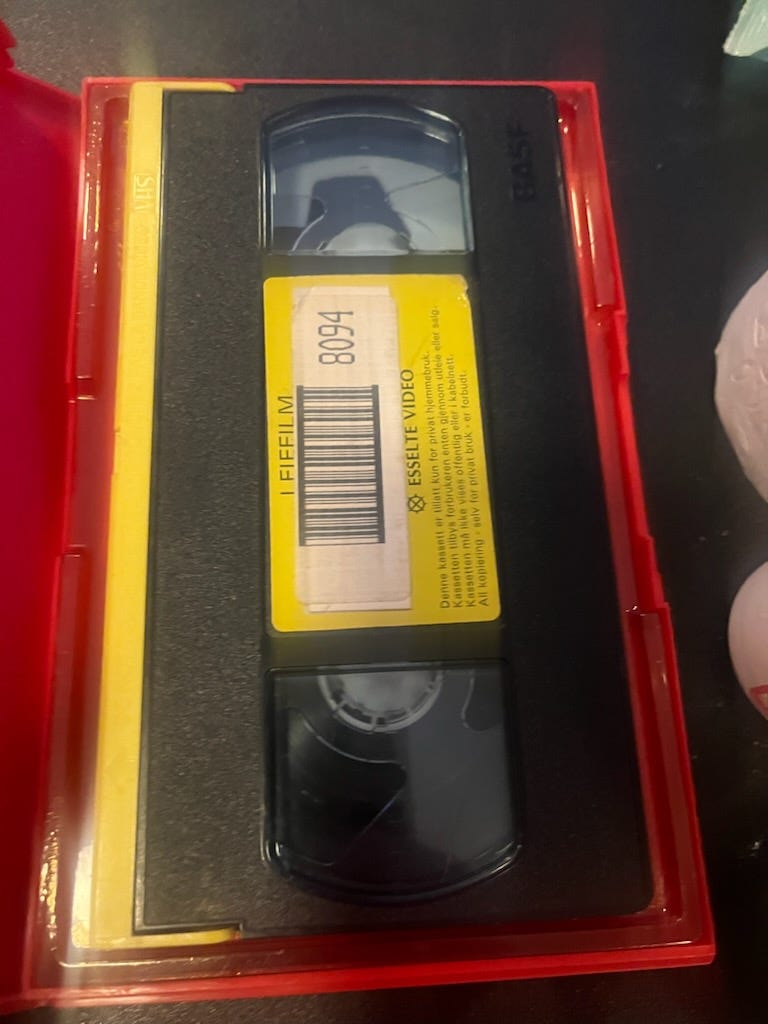 VHS
LEIEFILM
8094
ESSELTE VIDEO
Denne kassett er tillatt kun for privat hjemmebruk.
Kassetten tilbys forbrukeren enten gjennom utleie eller salg.
Kassetten må ikke vises offentlig eller i kabelnett.
All kopiering - selv for privat bruk - er forbudt.
BASF